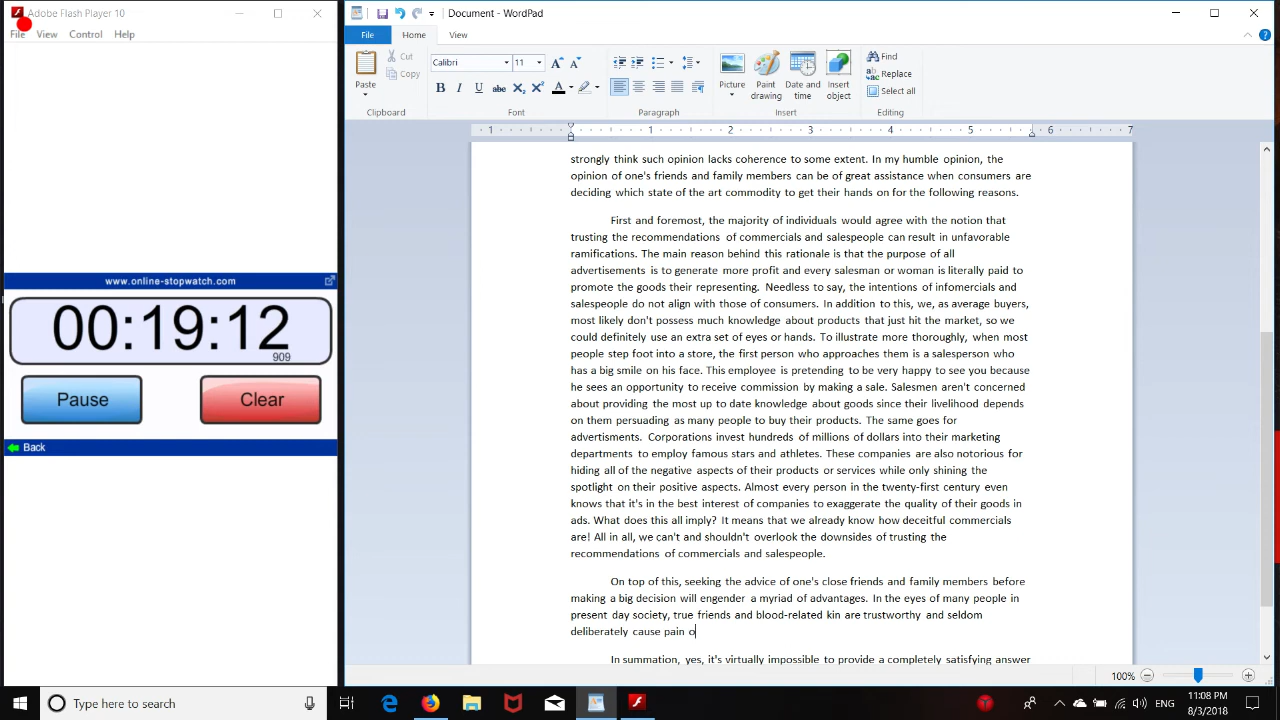 Adobe Flash Player 10
File View Control Help
www.online-stopwatch.com
00:19:12
909
Pause Clear
Back
Document - WordPad
File Home View
Paste
Cut
Copy
Clipboard
Calibri 11
B I U abc X₂ X²
Font
Paragraph
Picture
Paint drawing
Date and time
Insert object
Insert
Find
Replace
Select all
Editing
1 1 2 3 4 5 6 7
strongly think such opinion lacks coherence to some extent. In my humble opinion, the
opinion of one's friends and family members can be of great assistance when consumers are
deciding which state of the art commodity to get their hands on for the following reasons.
First and foremost, the majority of individuals would agree with the notion that
trusting the recommendations of commercials and salespeople can result in unfavorable
ramifications. The main reason behind this rationale is that the purpose of all
advertisements is to generate more profit and every salesman or woman is literally paid to
promote the goods their representing. Needless to say, the intentions of infomercials and
salespeople do not align with those of consumers. In addition to this, we, as average buyers,
most likely don't possess much knowledge about products that just hit the market, so we
could definitely use an extra set of eyes or hands. To illustrate more thoroughly, when most
people step foot into a store, the first person who approaches them is a salesperson who
has a big smile on his face. This employee is pretending to be very happy to see you because
he sees an opportunity to receive commission by making a sale. Salesmen aren't concerned
about providing the most up to date knowledge about goods since their livelihood depends
on them persuading as many people to buy their products. The same goes for
advertisments. Corporations invest hundreds of millions of dollars into their marketing
departments to employ famous stars and athletes. These companies are also notorious for
hiding all of the negative aspects of their products or services while only shining the
spotlight on their positive aspects. Almost every person in the twenty-first century even
knows that it's in the best interest of companies to exaggerate the quality of their goods in
ads. What does this all imply? It means that we already know how deceitful commercials
are! All in all, we can't and shouldn't overlook the downsides of trusting the
recommendations of commercials and salespeople.
On top of this, seeking the advice of one's close friends and family members before
making a big decision will engender a myriad of advantages. In the eyes of many people in
present day society, true friends and blood-related kin are trustworthy and seldom
deliberately cause pain o
In summation, yes, it's virtually impossible to provide a completely satisfying answer
100%
Type here to search
ENG
11:08 PM
8/3/2018